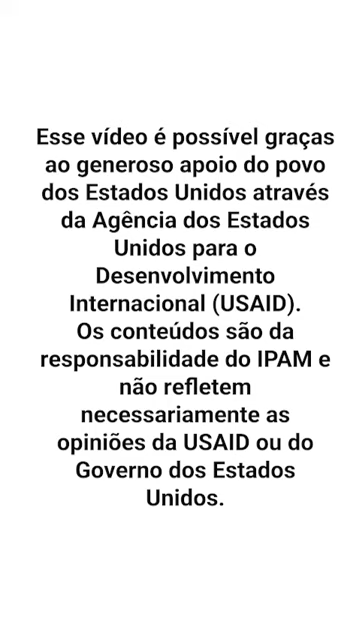 Esse vídeo é possível graças
ao generoso apoio do povo
dos Estados Unidos através
da Agência dos Estados
Unidos para o
Desenvolvimento
Internacional (USAID).
Os conteúdos são da
responsabilidade do IPAM e
não refletem
necessariamente as
opiniões da USAID ou do
Governo dos Estados
Unidos.